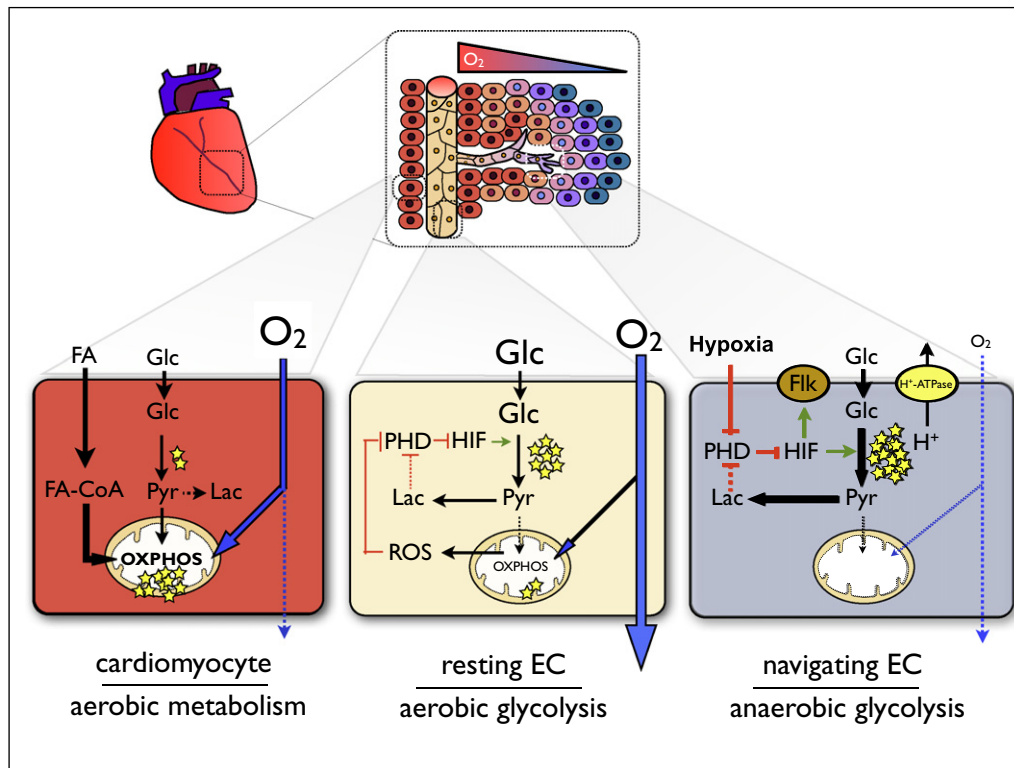 O₂
O₂
FA
Glc
Glc
FA-CoA
Pyr
Lac
OXPHOS
cardiomyocyte
aerobic metabolism
O₂
Glc
Glc
PHD
HIF
Lac
Pyr
ROS
OXPHOS
resting EC
aerobic glycolysis
Hypoxia
Glc
O₂
Flk
H⁺-ATPase
Glc
H⁺
PHD
HIF
Lac
Pyr
navigating EC
anaerobic glycolysis